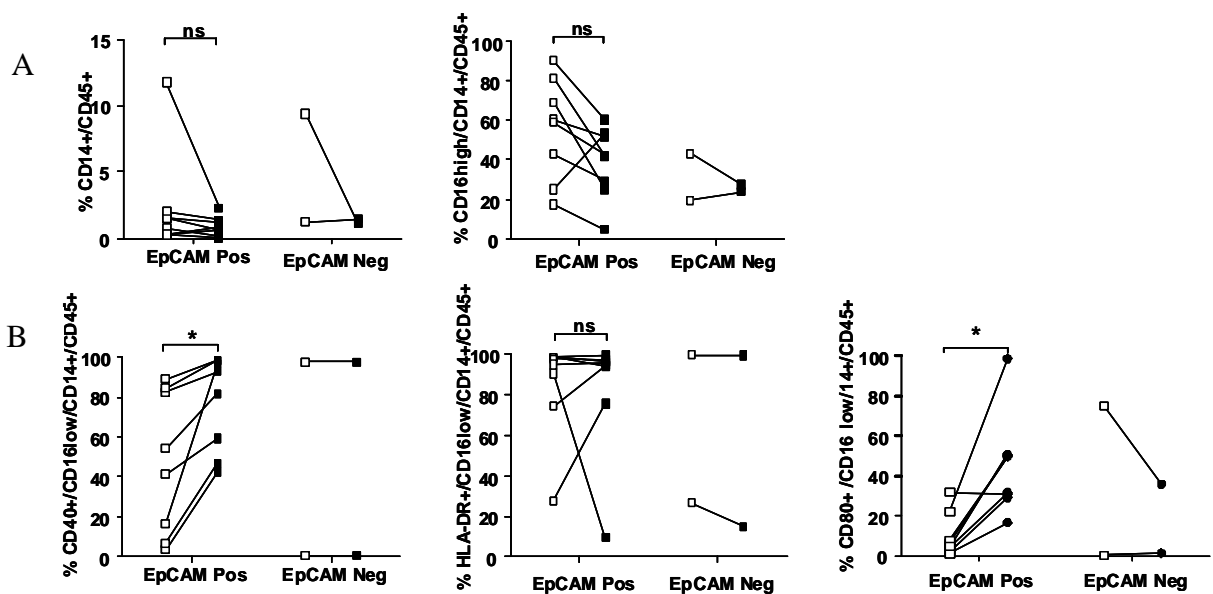 A
% CD14+/CD45+
15
10
5
0
ns
EpCAM Pos
EpCAM Neg
% CD16high/CD14+/CD45+
100
80
60
40
20
0
ns
EpCAM Pos
EpCAM Neg
B
% CD40+/CD16low/CD14+/CD45+
100
80
60
40
20
0
*
EpCAM Pos
EpCAM Neg
% HLA-DR+/CD16low/CD14+/CD45+
100
80
60
40
20
0
ns
EpCAM Pos
EpCAM Neg
% CD80+ /CD16 low/14+/CD45+
100
80
60
40
20
0
*
EpCAM Pos
EpCAM Neg